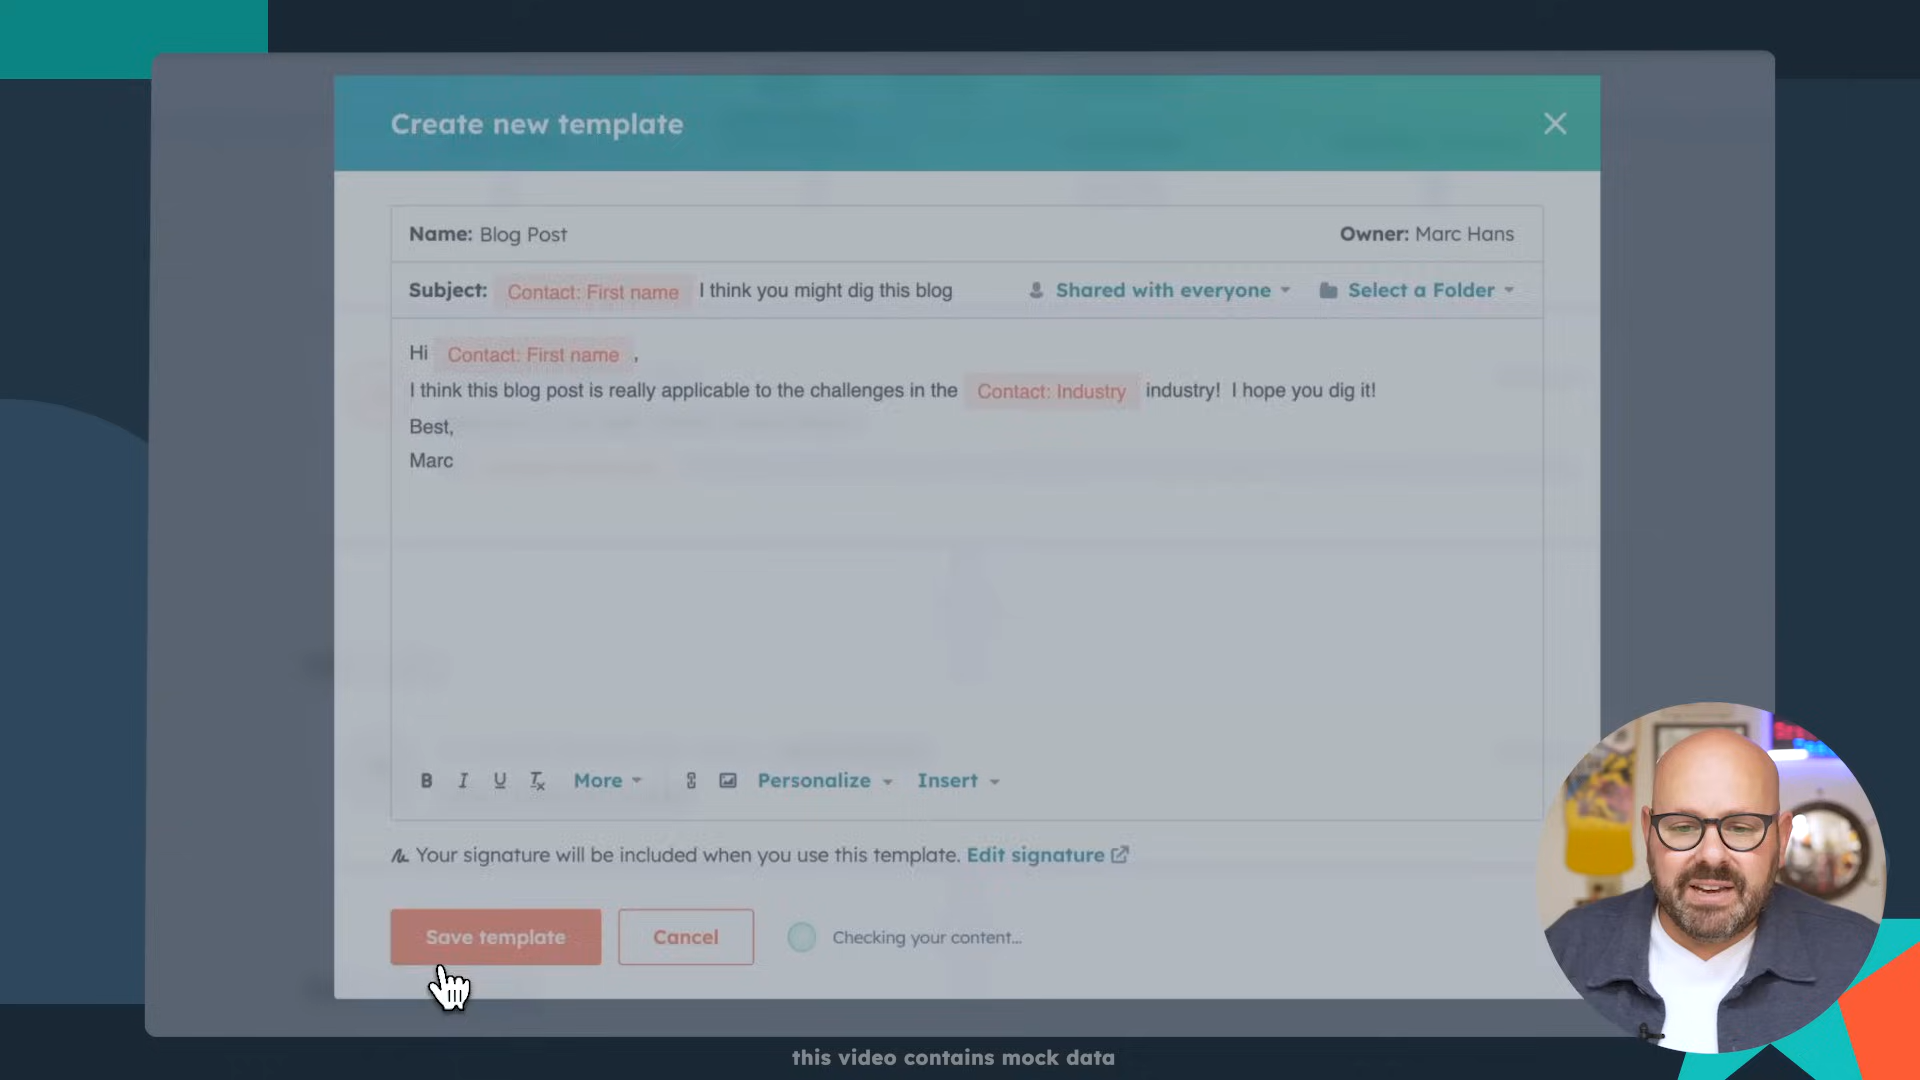 Create new template
Name: Blog Post
Owner: Marc Hans
Subject: Contact: First name I think you might dig this blog
Shared with everyone
Select a Folder
Hi Contact: First name ,
I think this blog post is really applicable to the challenges in the Contact: Industry industry! I hope you dig it!
Best,
Marc
B I U Tx More Personalize Insert
Your signature will be included when you use this template. Edit signature
Save template
Cancel
Checking your content...
this video contains mock data